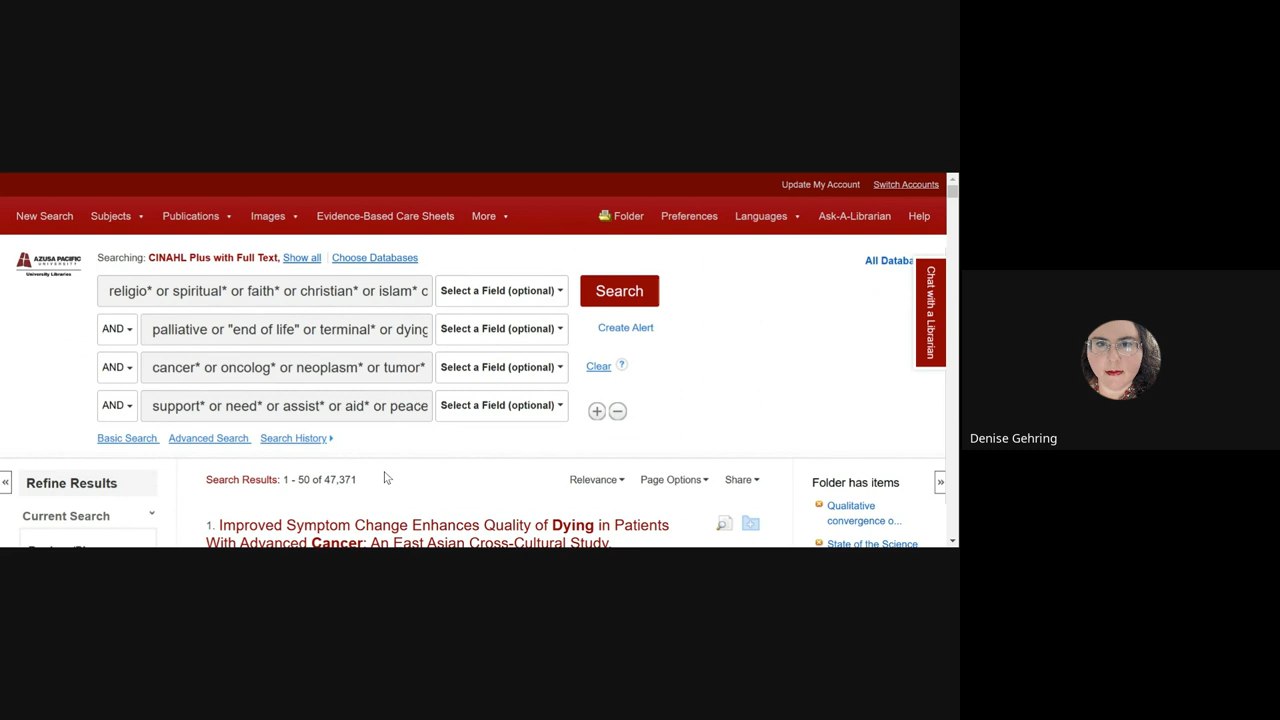 Update My Account Switch Accounts
New Search Subjects Publications Images Evidence-Based Care Sheets More Folder Preferences Languages Ask-A-Librarian Help
AZUSA PACIFIC
UNIVERSITY
University Libraries
Searching: CINAHL Plus with Full Text, Show all Choose Databases
All Databa
religio* or spiritual* or faith* or christian* or islam* Select a Field (optional) Search
AND palliative or "end of life" or terminal* or dying Select a Field (optional) Create Alert
AND cancer* or oncolog* or neoplasm* or tumor* Select a Field (optional) Clear ?
AND support* or need* or assist* or aid* or peace Select a Field (optional)
Basic Search Advanced Search Search History
Chat with a Librarian
Refine Results
Current Search
Search Results: 1 - 50 of 47,371 Relevance Page Options Share
1. Improved Symptom Change Enhances Quality of Dying in Patients
With Advanced Cancer: An East Asian Cross-Cultural Study.
Folder has items
Qualitative
convergence o...
State of the Science
Denise Gehring